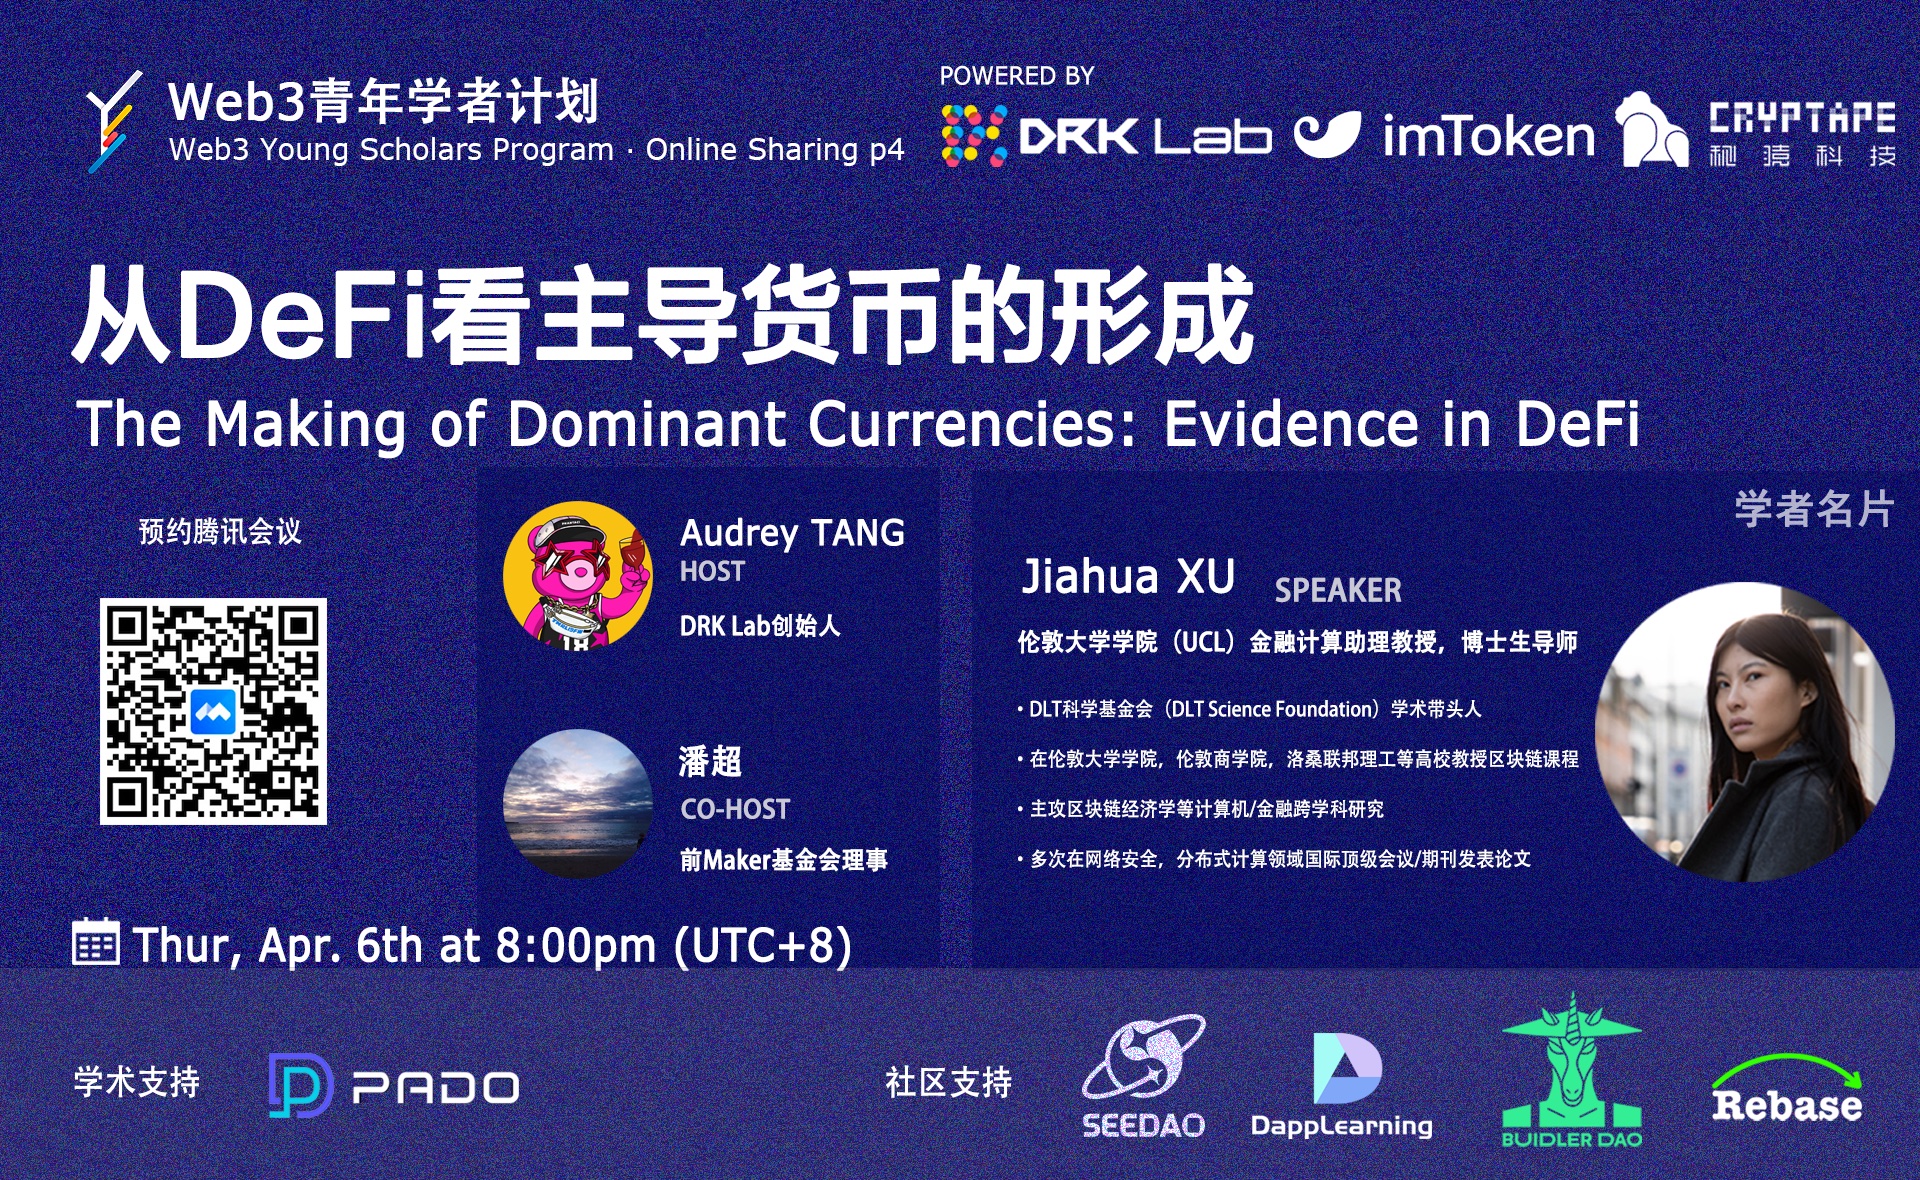 Web3青年学者计划
Web3 Young Scholars Program · Online Sharing p4
POWERED BY
DRK Lab
imToken
CRYPTAPE
秘猿科技
从DeFi看主导货币的形成
The Making of Dominant Currencies: Evidence in DeFi
预约腾讯会议
Audrey TANG
HOST
DRK Lab创始人
潘超
CO-HOST
前Maker基金会理事
学者名片
Jiahua XU SPEAKER
伦敦大学学院（UCL）金融计算助理教授，博士生导师
• DLT科学基金会（DLT Science Foundation）学术带头人
• 在伦敦大学学院，伦敦商学院，洛桑联邦理工等高校教授区块链课程
• 主攻区块链经济学等计算机/金融跨学科研究
• 多次在网络安全，分布式计算领域国际顶级会议/期刊发表论文
Thur, Apr. 6th at 8:00pm (UTC+8)
学术支持
PADO
社区支持
SEEDAO
DappLearning
BUIDLER DAO
Rebase